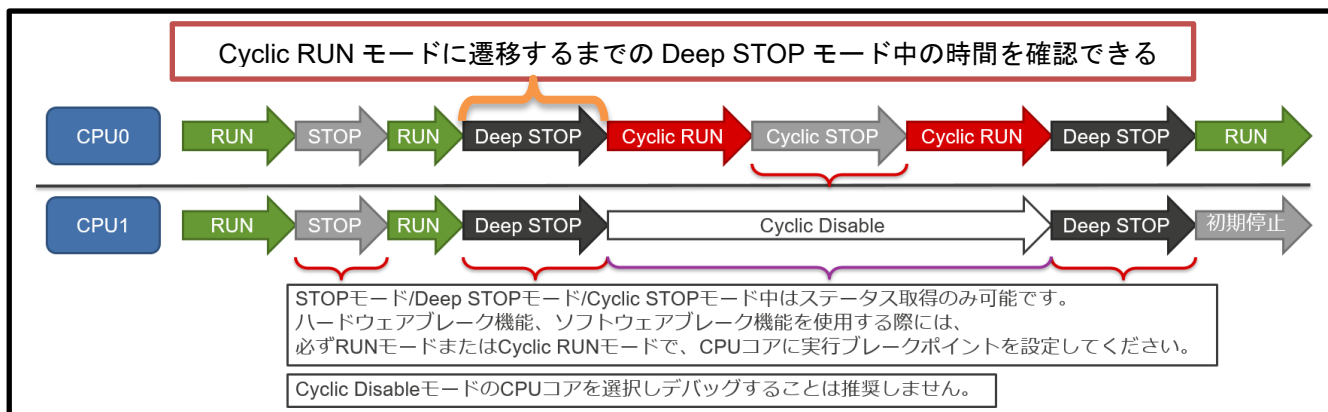 Cyclic RUN モードに遷移するまでの Deep STOP モード中の時間を確認できる
CPU0
RUN
STOP
RUN
Deep STOP
Cyclic RUN
Cyclic STOP
Cyclic RUN
Deep STOP
RUN
CPU1
RUN
STOP
RUN
Deep STOP
Cyclic Disable
Deep STOP
初期停止
STOPモード/Deep STOPモード/Cyclic STOPモード中はステータス取得のみ可能です。
ハードウェアブレーク機能、ソフトウェアブレーク機能を使用する際には、
必ずRUNモードまたはCyclic RUNモードで、CPUコアに実行ブレークポイントを設定してください。
Cyclic DisableモードのCPUコアを選択しデバッグすることは推奨しません。